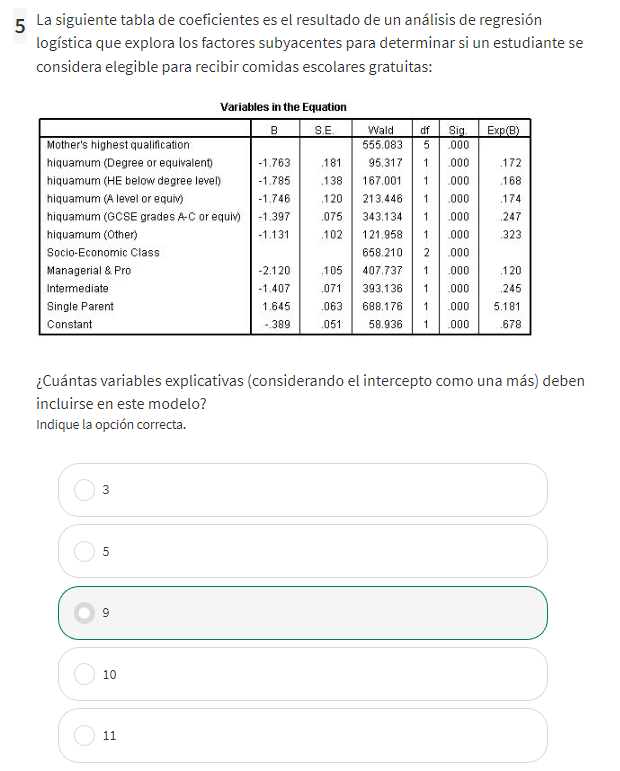 5
La siguiente tabla de coeficientes es el resultado de un análisis de regresión
logística que explora los factores subyacentes para determinar si un estudiante se
considera elegible para recibir comidas escolares gratuitas:
Variables in the Equation
B S.E. Wald df Sig. Exp(B)
Mother's highest qualification 555.083 5 .000
hiquamum (Degree or equivalent) -1.763 .181 95.317 1 .000 .172
hiquamum (HE below degree level) -1.785 .138 167.001 1 .000 .168
hiquamum (A level or equiv) -1.746 .120 213.446 1 .000 .174
hiquamum (GCSE grades A-C or equiv) -1.397 .075 343.134 1 .000 .247
hiquamum (Other) -1.131 .102 121.958 1 .000 .323
Socio-Economic Class 658.210 2 .000
Managerial & Pro -2.120 .105 407.737 1 .000 .120
Intermediate -1.407 .071 393.136 1 .000 .245
Single Parent 1.645 .063 688.176 1 .000 5.181
Constant -.389 .051 58.936 1 .000 .678
¿Cuántas variables explicativas (considerando el intercepto como una más) deben
incluirse en este modelo?
Indique la opción correcta.
3
5
9
10
11